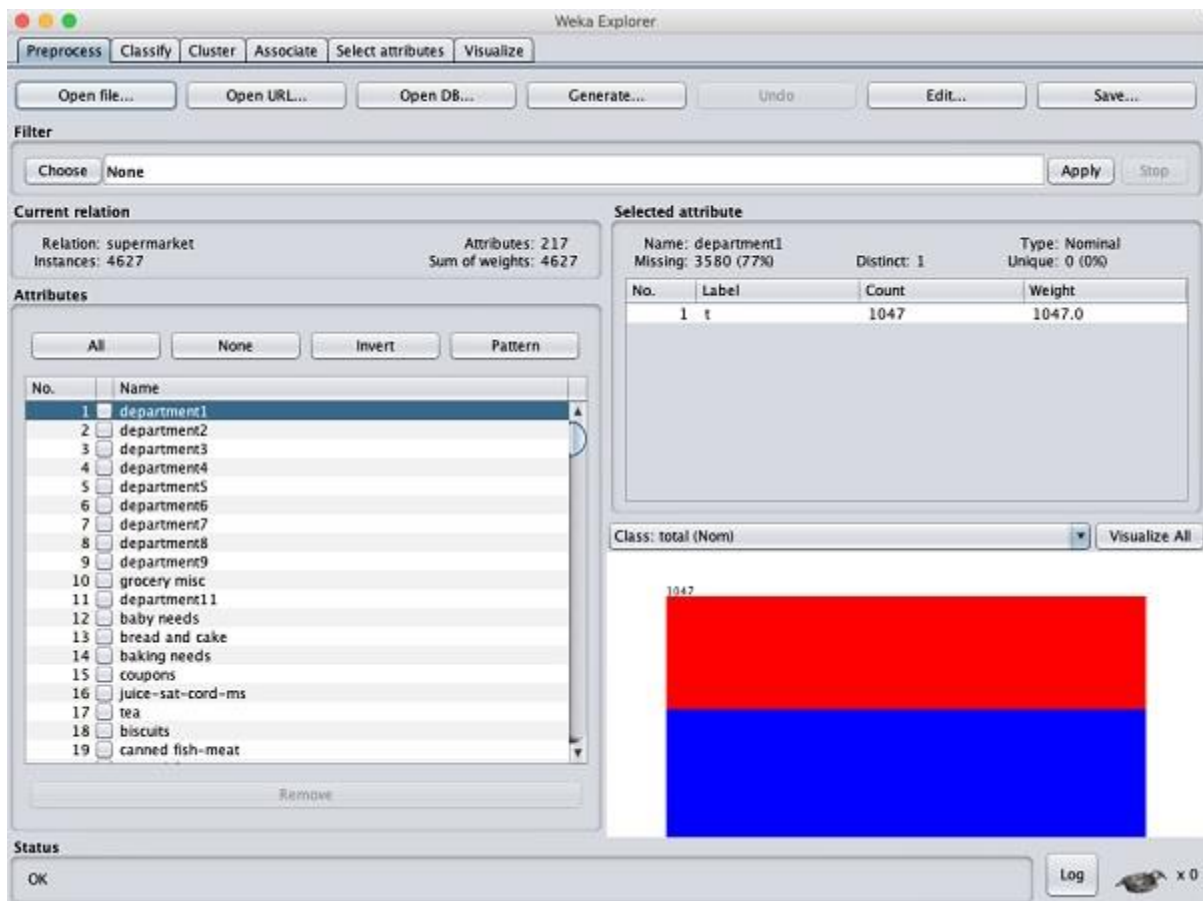 Weka Explorer
Preprocess Classify Cluster Associate Select attributes Visualize
Open file... Open URL... Open DB... Generate... Undo Edit... Save...
Filter
Choose None Apply Stop
Current relation
Relation: supermarket Attributes: 217
Instances: 4627 Sum of weights: 4627
Selected attribute
Name: department1 Type: Nominal
Missing: 3580 (77%) Distinct: 1 Unique: 0 (0%)
No. Label Count Weight
1 t 1047 1047.0
Attributes
All None Invert Pattern
No. Name
1 department1
2 department2
3 department3
4 department4
5 department5
6 department6
7 department7
8 department8
9 department9
10 grocery misc
11 department11
12 baby needs
13 bread and cake
14 baking needs
15 coupons
16 juice-sat-cord-ms
17 tea
18 biscuits
19 canned fish-meat
Remove
Class: total (Nom) Visualize All
1047
Status
OK
Log x 0